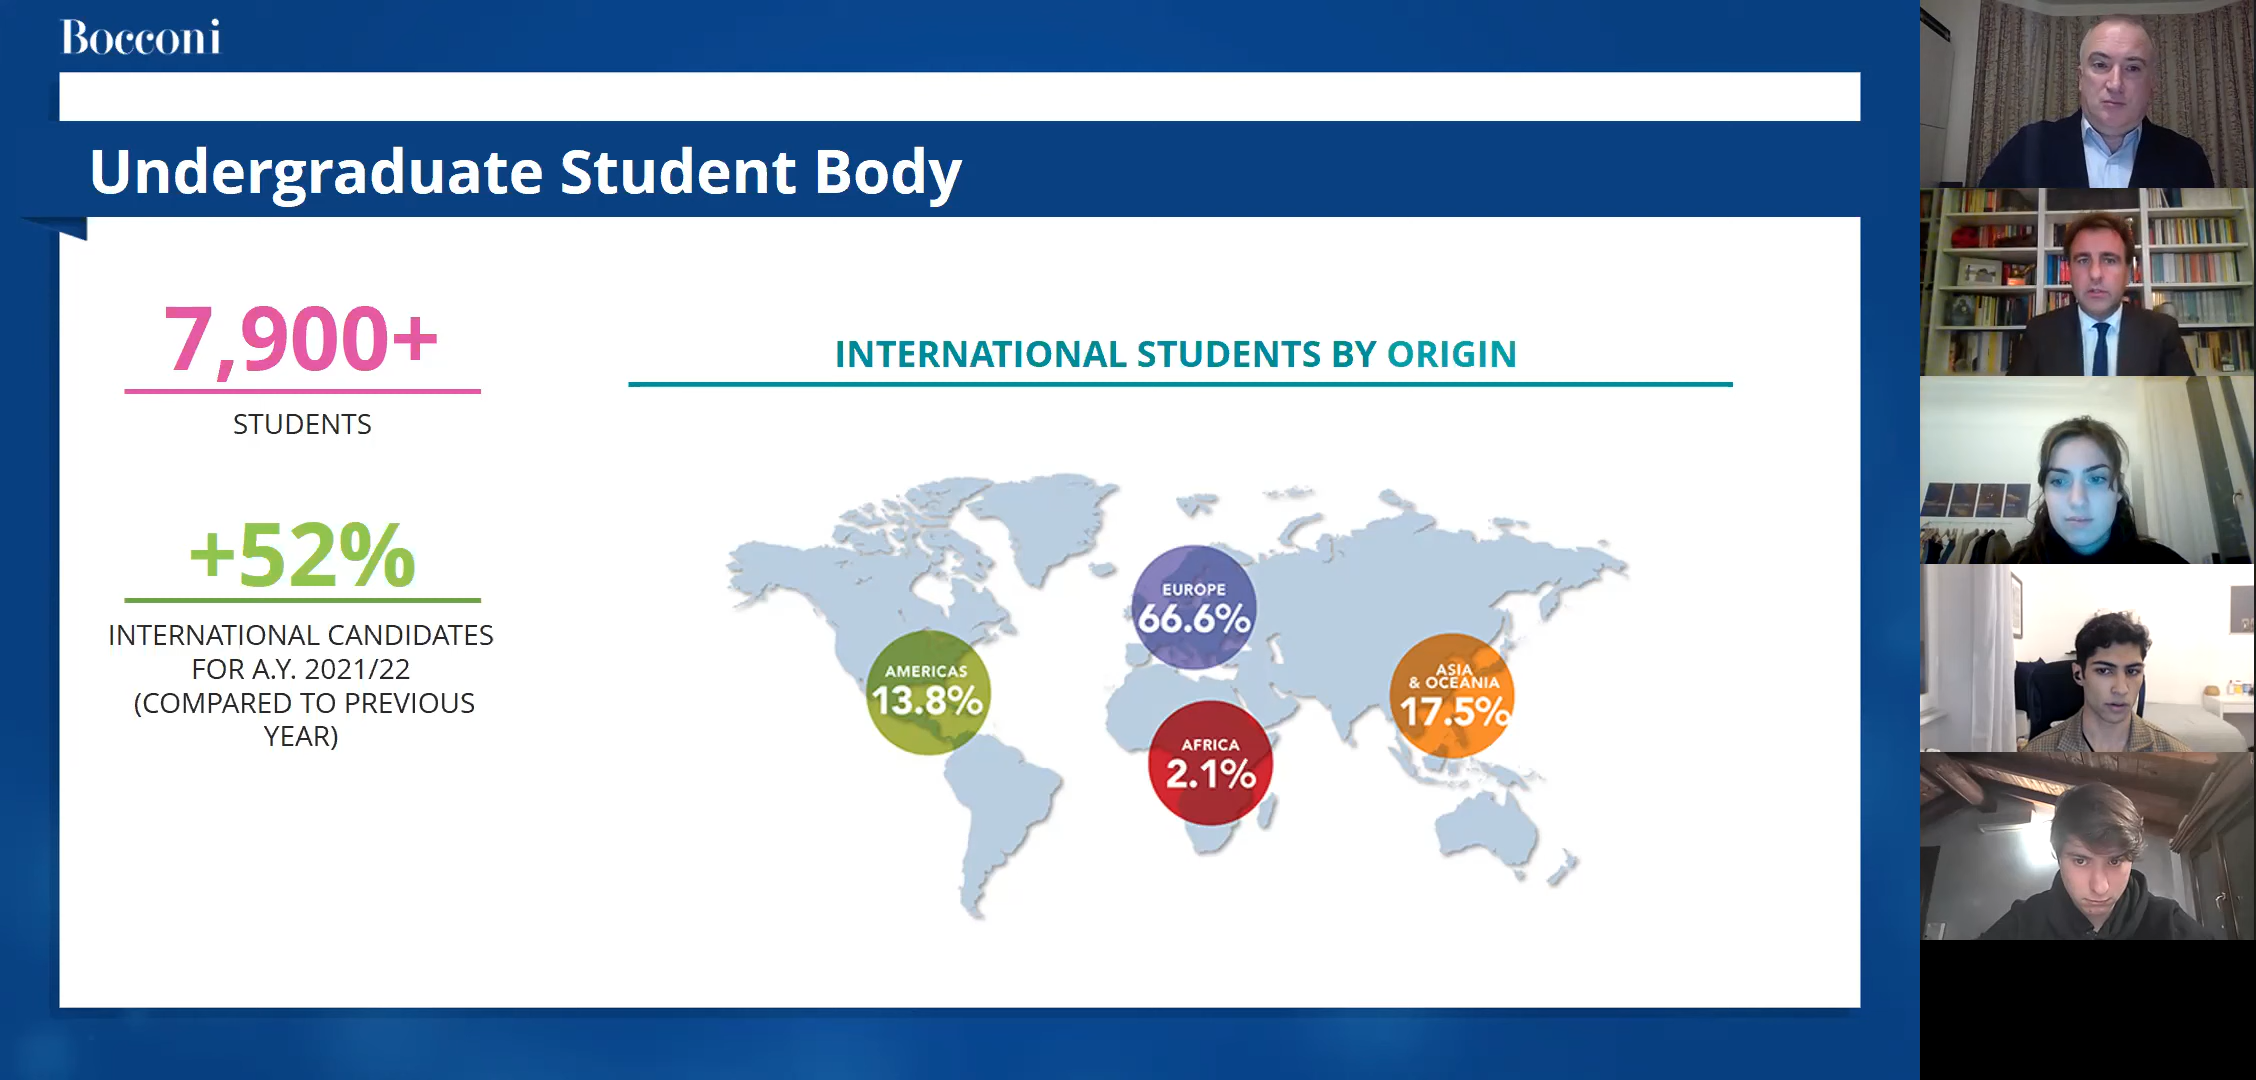 Bocconi
Undergraduate Student Body
7,900+
STUDENTS
+52%
INTERNATIONAL CANDIDATES
FOR A.Y. 2021/22
(COMPARED TO PREVIOUS
YEAR)
INTERNATIONAL STUDENTS BY ORIGIN
EUROPE
66.6%
AMERICAS
13.8%
ASIA
& OCEANIA
17.5%
AFRICA
2.1%